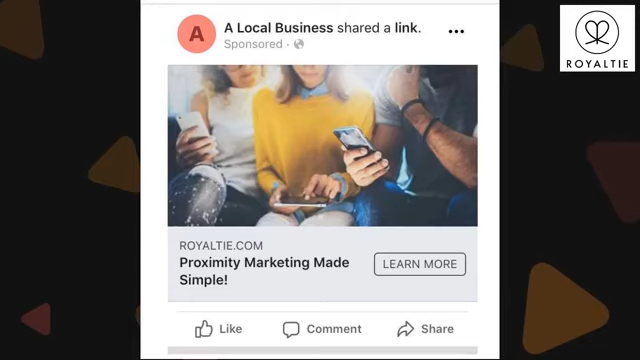 A
A Local Business shared a link.
Sponsored ·
ROYALTIE
ROYALTIE.COM
Proximity Marketing Made
Simple!
LEARN MORE
Like
Comment
Share